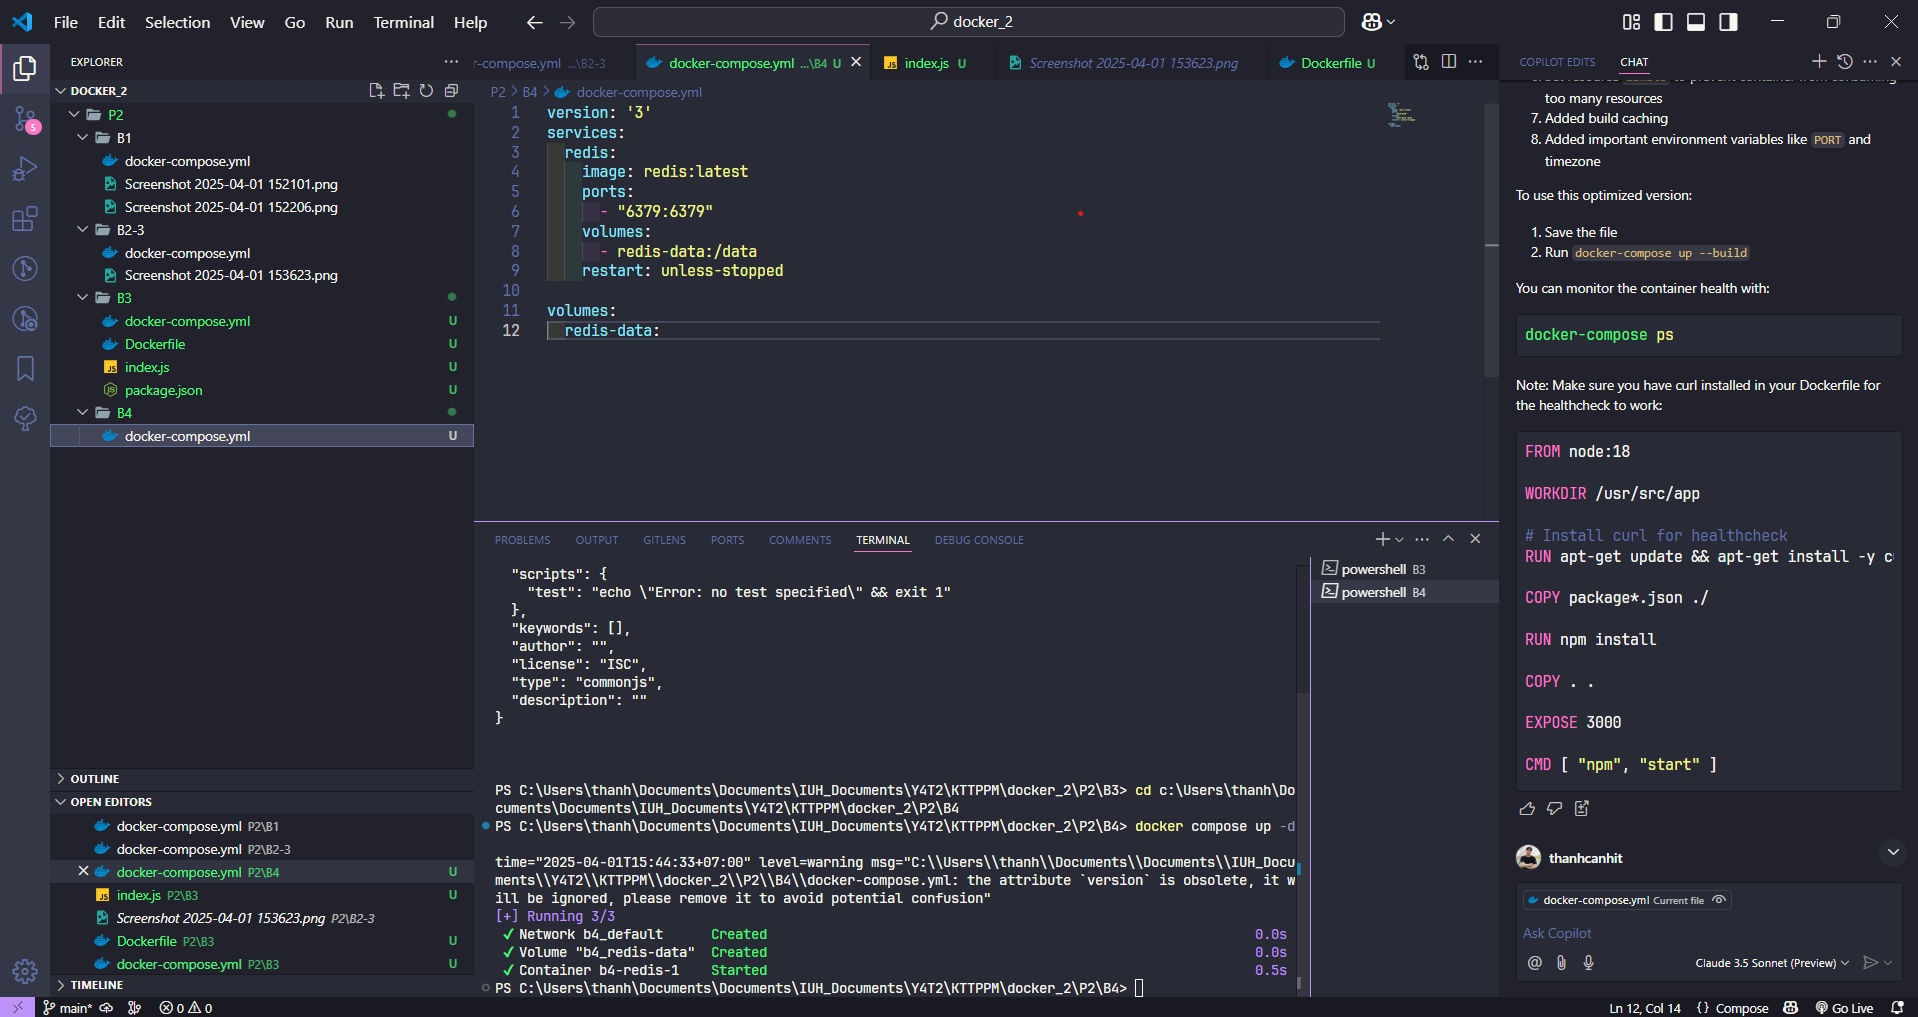 File Edit Selection View Go Run Terminal Help
docker_2
EXPLORER
DOCKER_2
P2
B1
docker-compose.yml
Screenshot 2025-04-01 152101.png
Screenshot 2025-04-01 152206.png
B2-3
docker-compose.yml
Screenshot 2025-04-01 153623.png
B3
docker-compose.yml U
Dockerfile U
index.js U
package.json U
B4
docker-compose.yml U
5
OUTLINE
OPEN EDITORS
docker-compose.yml P2\B1
docker-compose.yml P2\B2-3
docker-compose.yml P2\B4 U
index.js P2\B3 U
Screenshot 2025-04-01 153623.png P2\B2-3
Dockerfile P2\B3 U
docker-compose.yml P2\B3 U
TIMELINE
r-compose.yml ...\B2-3
docker-compose.yml ...\B4 U
index.js U
Screenshot 2025-04-01 153623.png
Dockerfile U
P2 > B4 > docker-compose.yml
1 version: '3'
2 services:
3 redis:
4 image: redis:latest
5 ports:
6 - "6379:6379"
7 volumes:
8 - redis-data:/data
9 restart: unless-stopped
10
11 volumes:
12 redis-data:
PROBLEMS OUTPUT GITLENS PORTS COMMENTS TERMINAL DEBUG CONSOLE
"scripts": {
"test": "echo \"Error: no test specified\" && exit 1"
},
"keywords": [],
"author": "",
"license": "ISC",
"type": "commonjs",
"description": ""
}
PS C:\Users\thanh\Documents\Documents\IUH_Documents\Y4T2\KTTPPM\docker_2\P2\B3> cd c:\Users\thanh\Do
cuments\Documents\IUH_Documents\Y4T2\KTTPPM\docker_2\P2\B4
PS C:\Users\thanh\Documents\Documents\IUH_Documents\Y4T2\KTTPPM\docker_2\P2\B4> docker compose up -d
time="2025-04-01T15:44:33+07:00" level=warning msg="C:\\Users\\thanh\\Documents\\Documents\\IUH_Docu
ments\\Y4T2\\KTTPPM\\docker_2\\P2\\B4\\docker-compose.yml: the attribute `version` is obsolete, it w
ill be ignored, please remove it to avoid potential confusion"
[+] Running 3/3
✓ Network b4_default Created 0.0s
✓ Volume "b4_redis-data" Created 0.0s
✓ Container b4-redis-1 Started 0.5s
PS C:\Users\thanh\Documents\Documents\IUH_Documents\Y4T2\KTTPPM\docker_2\P2\B4>
powershell B3
powershell B4
COPILOT EDITS CHAT
too many resources
7. Added build caching
8. Added important environment variables like PORT and
timezone
To use this optimized version:
1. Save the file
2. Run docker-compose up --build
You can monitor the container health with:
docker-compose ps
Note: Make sure you have curl installed in your Dockerfile for
the healthcheck to work:
FROM node:18
WORKDIR /usr/src/app
# Install curl for healthcheck
RUN apt-get update && apt-get install -y c
COPY package*.json ./
RUN npm install
COPY . .
EXPOSE 3000
CMD [ "npm", "start" ]
thanhcanhit
docker-compose.yml Current file
Ask Copilot
Claude 3.5 Sonnet (Preview)
main* 0 0
Ln 12, Col 14 {} Compose Go Live